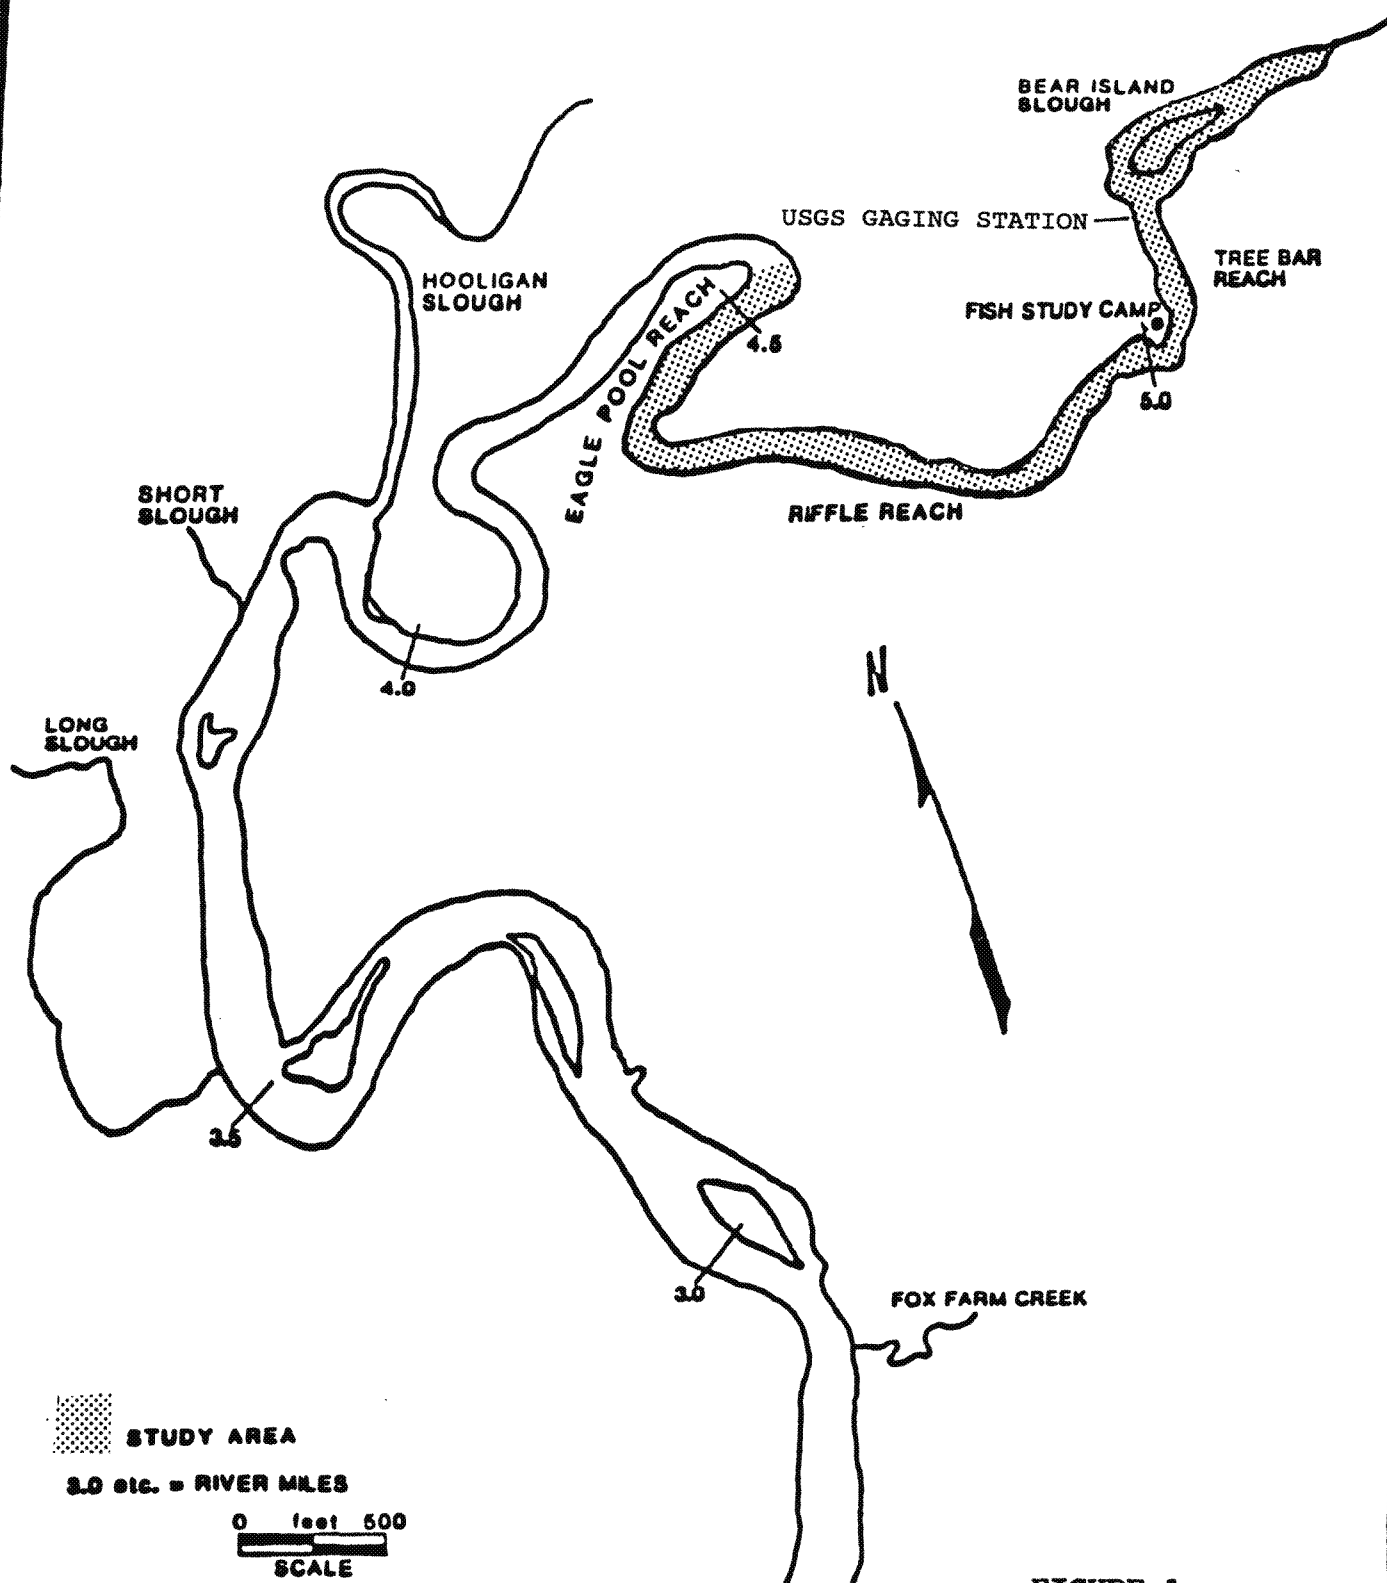 BEAR ISLAND
SLOUGH
USGS GAGING STATION
TREE BAR
REACH
HOOLIGAN
SLOUGH
FISH STUDY CAMP
4.5
5.0
EAGLE POOL REACH
SHORT
SLOUGH
RIFFLE REACH
N
4.0
LONG
SLOUGH
3.5
3.0
FOX FARM CREEK
STUDY AREA
3.0 etc. = RIVER MILES
0 feet 500
SCALE